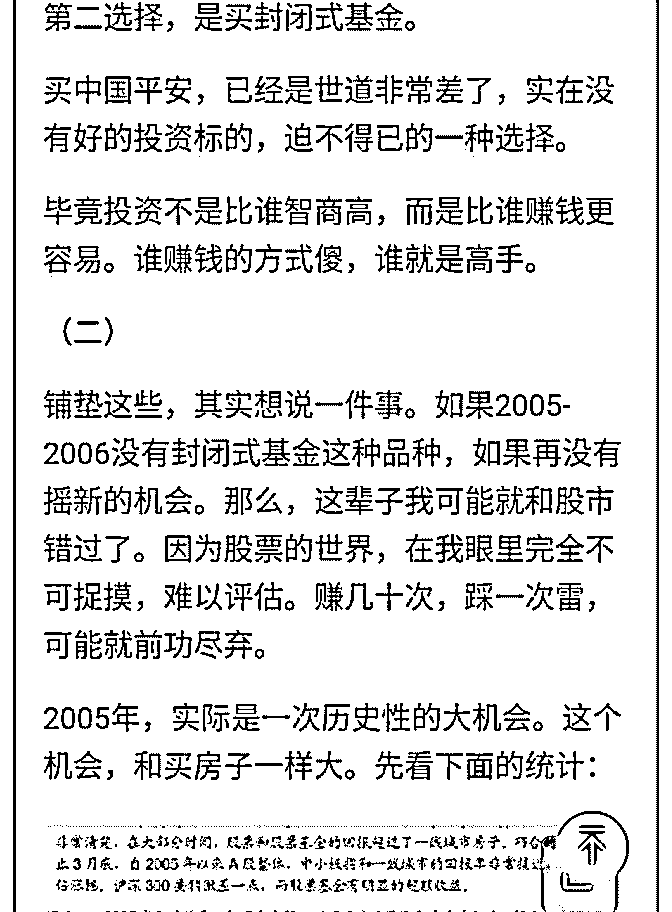 第二选择，是买封闭式基金。
买中国平安，已经是世道非常差了，实在没
有好的投资标的，迫不得已的一种选择。
毕竟投资不是比谁智商高，而是比谁赚钱更
容易。谁赚钱的方式傻，谁就是高手。
（二）
铺垫这些，其实想说一件事。如果2005-
2006没有封闭式基金这种品种，如果再没有
摇新的机会。那么，这辈子我可能就和股市
错过了。因为股票的世界，在我眼里完全不
可捉摸，难以评估。赚几十次，踩一次雷，
可能就前功尽弃。
2005年，实际是一次历史性的大机会。这个
机会，和买房子一样大。先看下面的统计：
非常清楚，在大部分时间，股票和股票基金的回报超过了一线城市房子。
止3月底，自2005年以来A股整体、中小板指和一线城市的回报率非常接近
沪深300要稍微差一点，而股票基金有明显的超额收益。